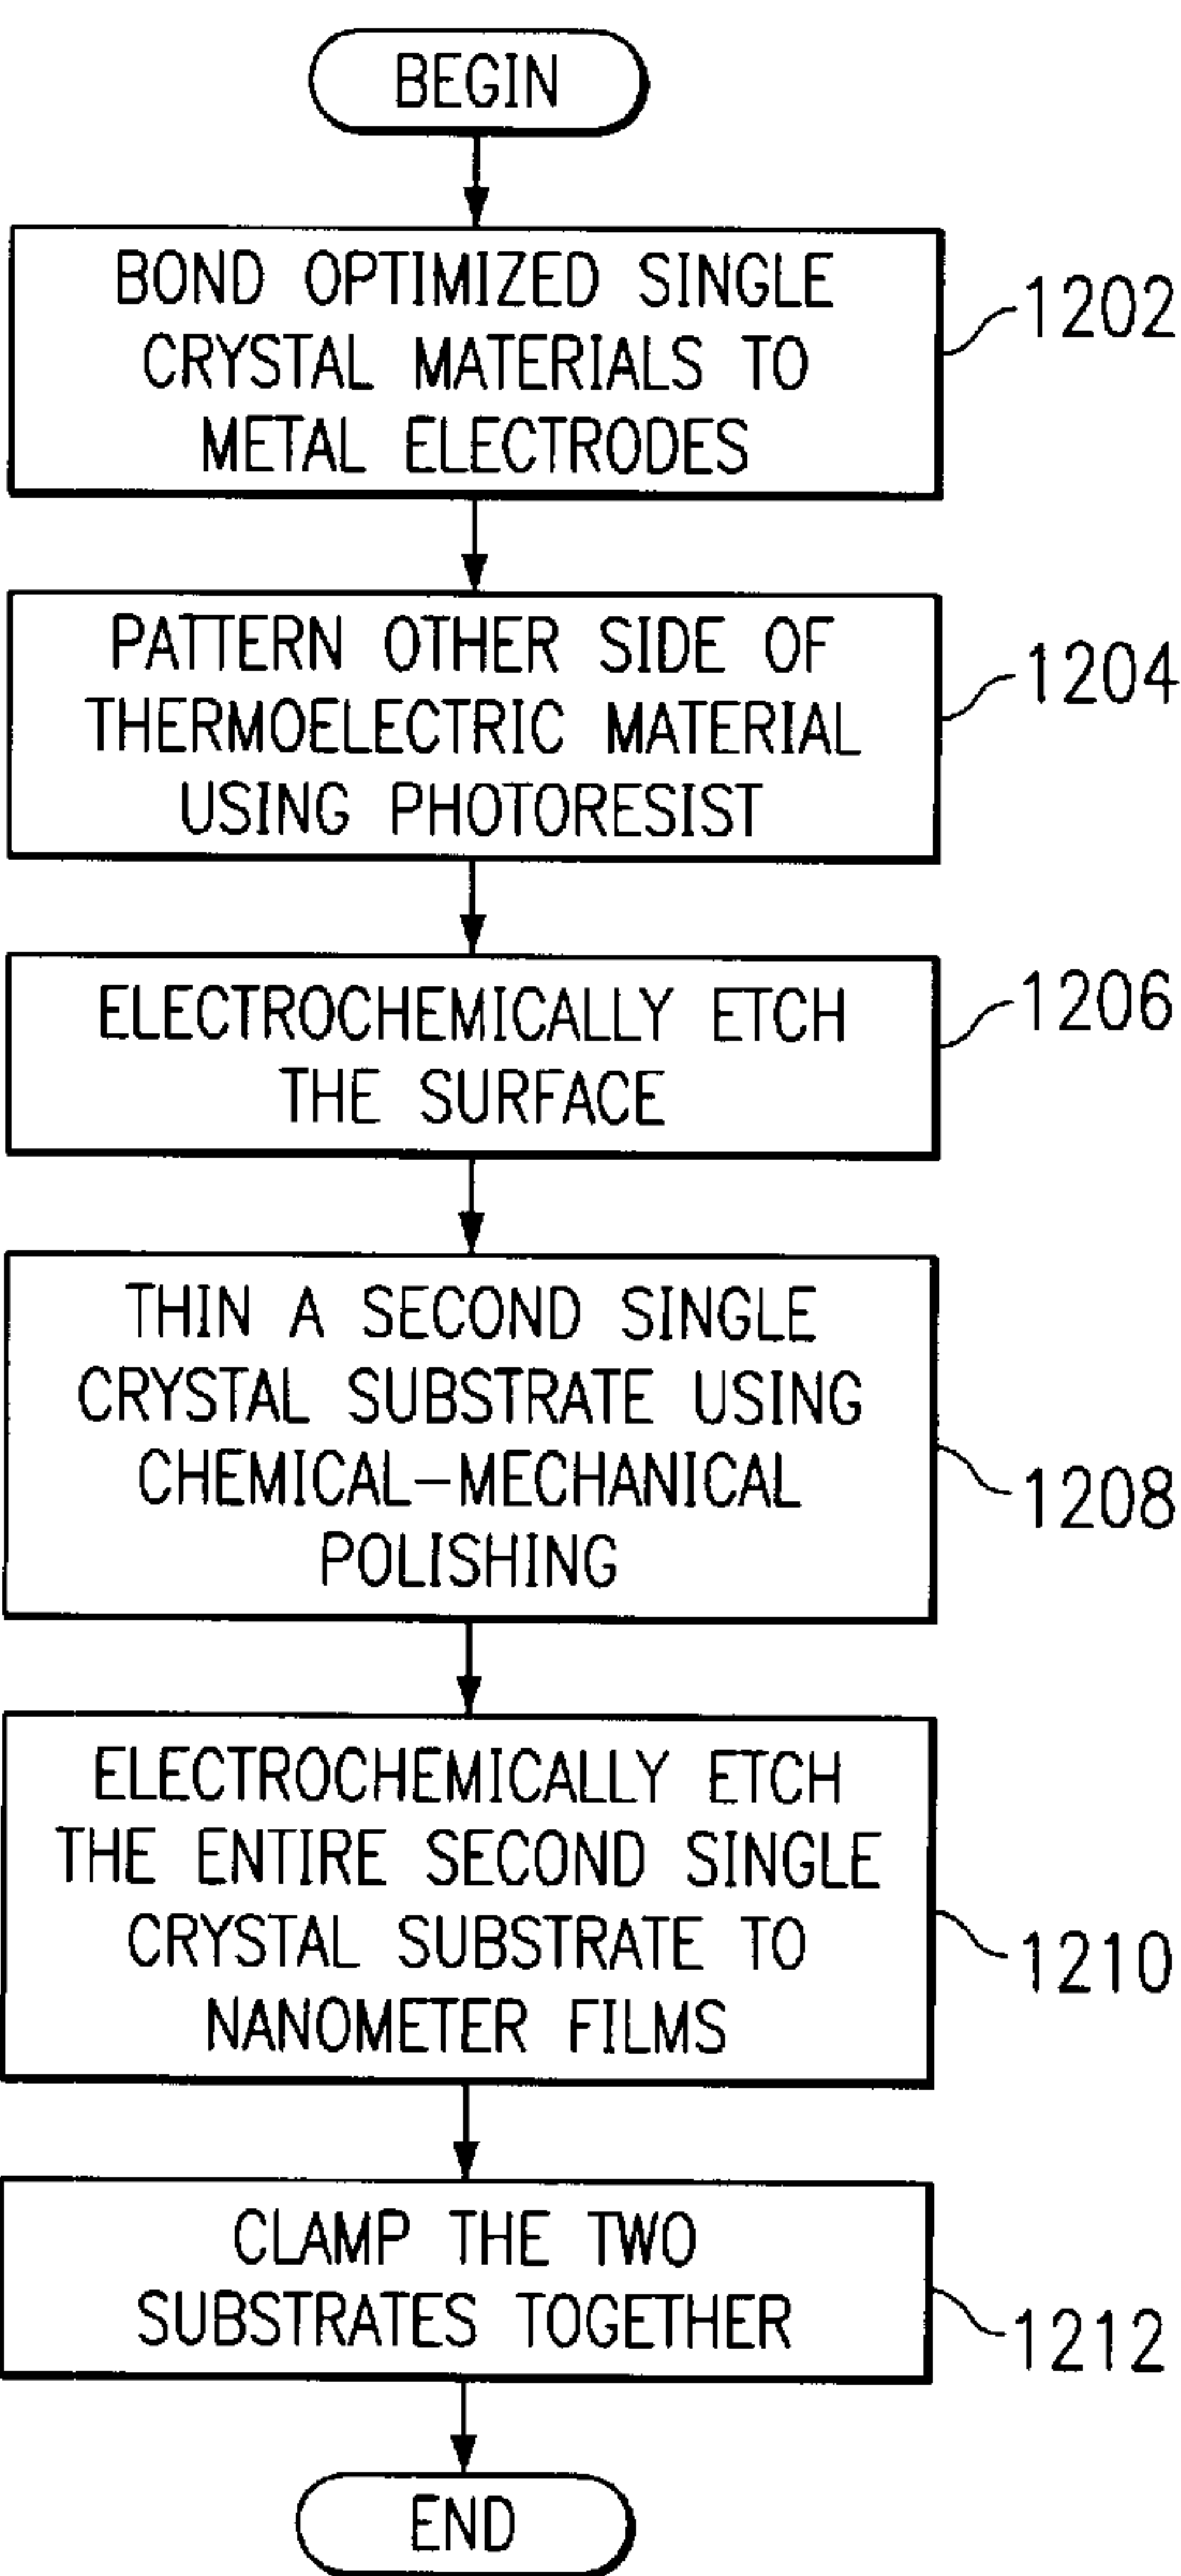 BEGIN
BOND OPTIMIZED SINGLE
CRYSTAL MATERIALS TO
METAL ELECTRODES
1202
PATTERN OTHER SIDE OF
THERMOELECTRIC MATERIAL
USING PHOTORESIST
1204
ELECTROCHEMICALLY ETCH
THE SURFACE
1206
THIN A SECOND SINGLE
CRYSTAL SUBSTRATE USING
CHEMICAL-MECHANICAL
POLISHING
1208
ELECTROCHEMICALLY ETCH
THE ENTIRE SECOND SINGLE
CRYSTAL SUBSTRATE TO
NANOMETER FILMS
1210
CLAMP THE TWO
SUBSTRATES TOGETHER
1212
END